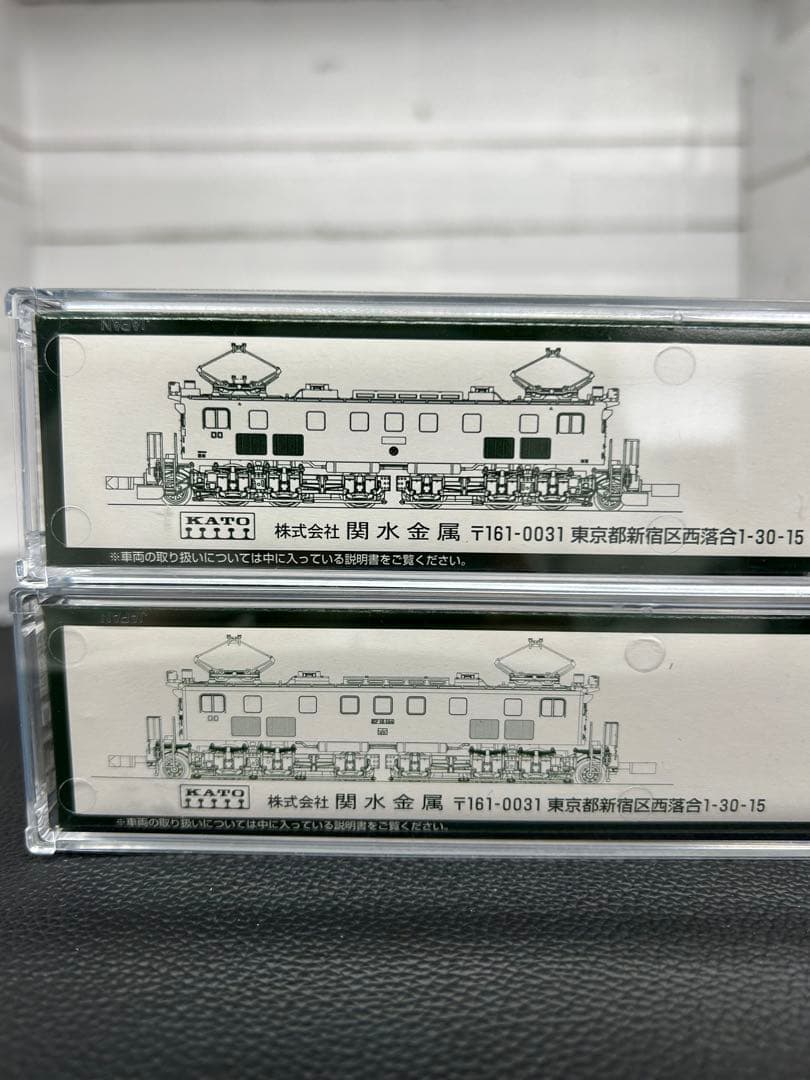 KATO
株式会社 関水金属 〒161-0031 東京都新宿区西落合1-30-15
※車両の取り扱いについては中に入っている説明書をご覧ください。
KATO
株式会社 関水金属 〒161-0031 東京都新宿区西落合1-30-15
※車両の取り扱いについては中に入っている説明書をご覧ください。